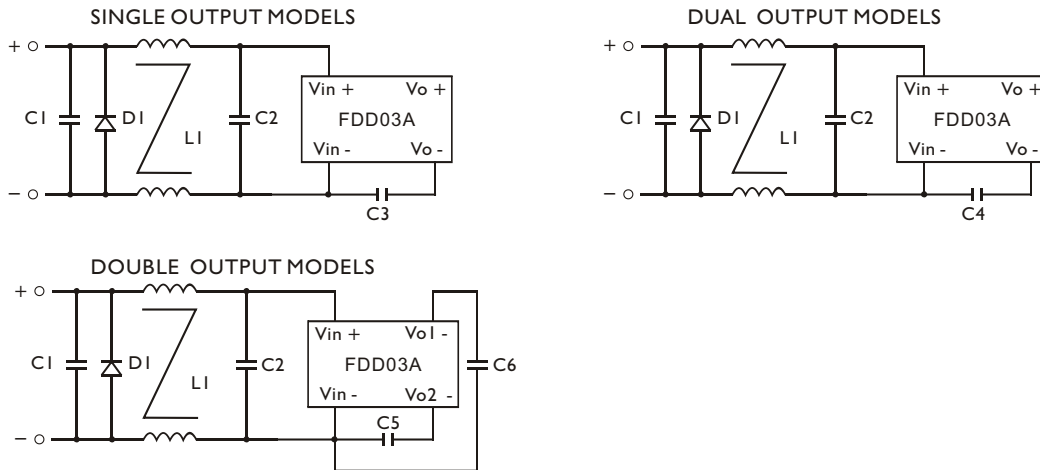 SINGLE OUTPUT MODELS
+
C1
D1
L1
C2
Vin +
Vo +
FDD03A
Vin -
Vo -
−
C3
DUAL OUTPUT MODELS
+
C1
D1
L1
C2
Vin +
Vo +
FDD03A
Vin -
Vo -
−
C4
DOUBLE OUTPUT MODELS
+
C1
D1
L1
C2
Vin +
Vo1 -
FDD03A
C6
Vin -
Vo2 -
C5
−